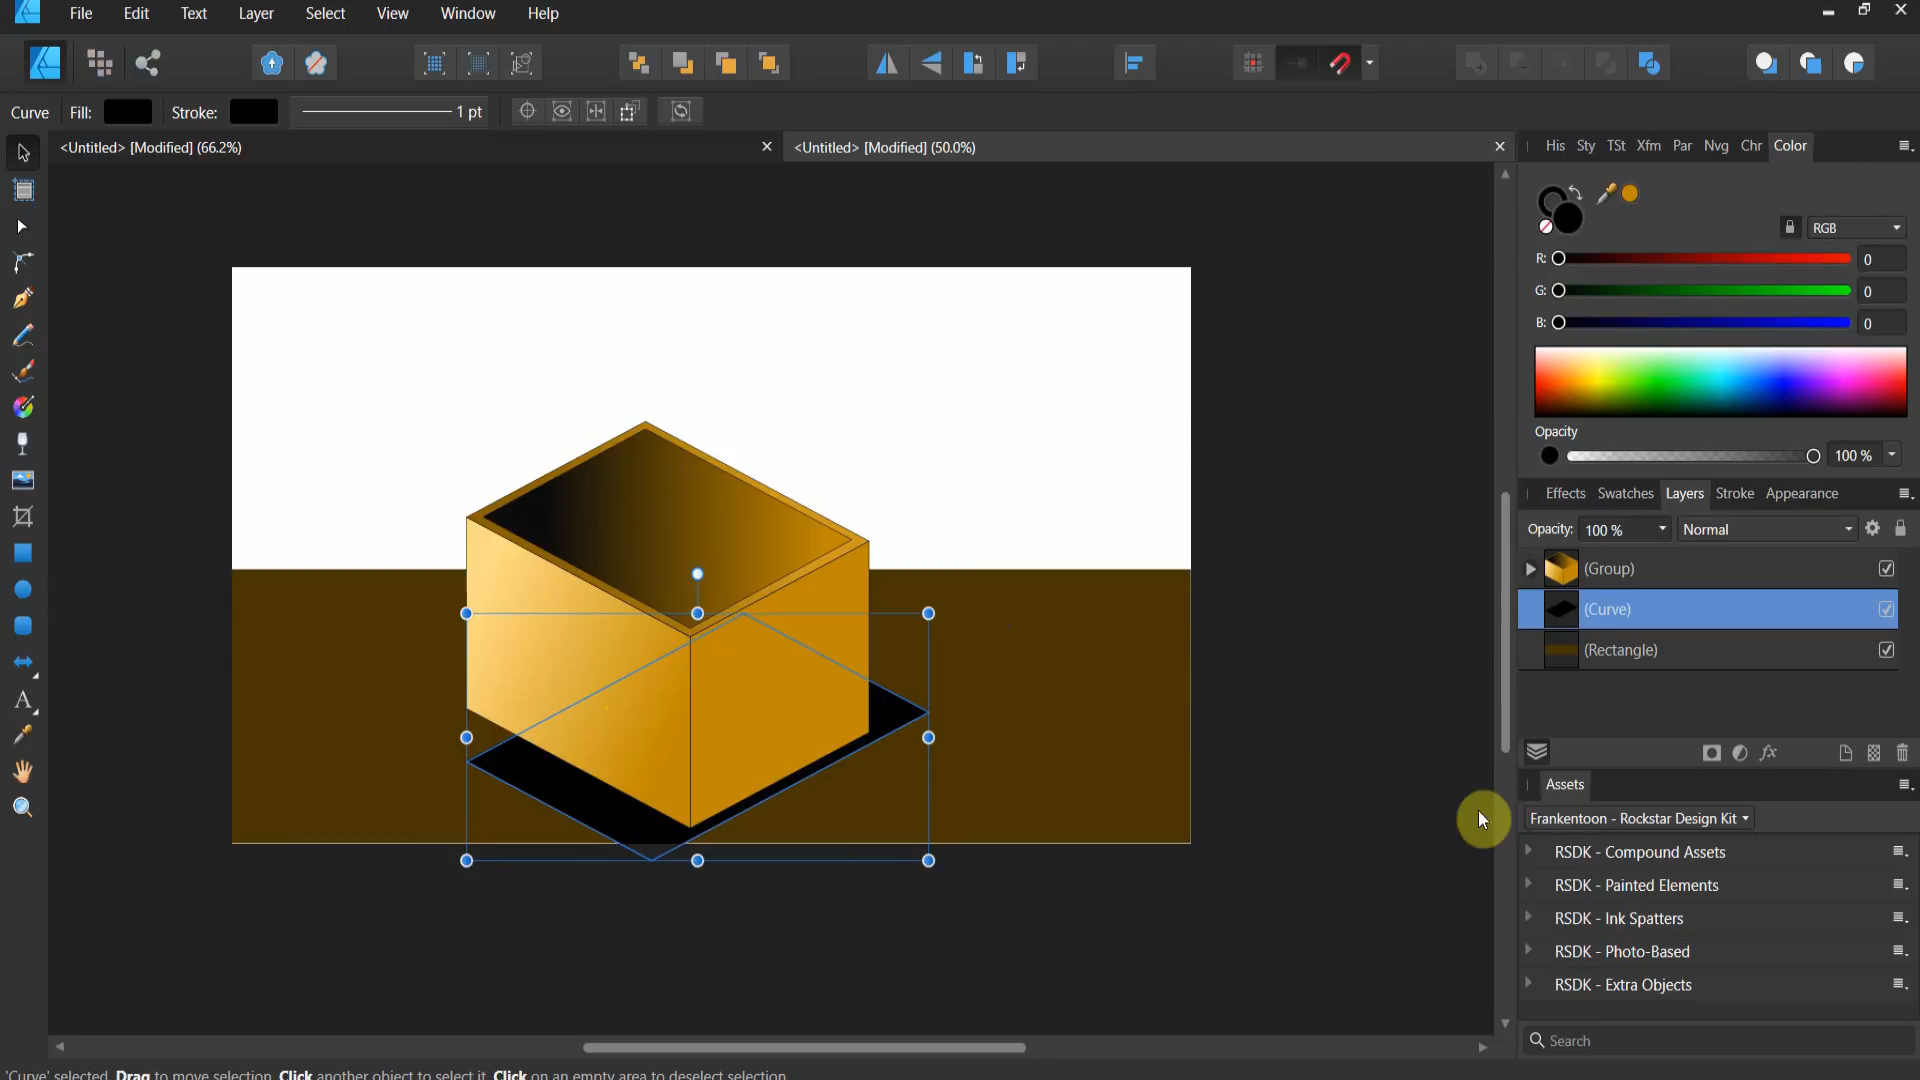 File Edit Text Layer Select View Window Help
Curve Fill: Stroke: 1 pt
<Untitled> [Modified] (66.2%)
<Untitled> [Modified] (50.0%)
His Sty TSt Xfm Par Nvg Chr Color
RGB
R: 0
G: 0
B: 0
Opacity
100 %
Effects Swatches Layers Stroke Appearance
Opacity: 100 % Normal
(Group)
(Curve)
(Rectangle)
Assets
Frankentoon - Rockstar Design Kit
RSDK - Compound Assets
RSDK - Painted Elements
RSDK - Ink Spatters
RSDK - Photo-Based
RSDK - Extra Objects
Search
'Curve' selected. Drag to move selection. Click another object to select it. Click on an empty area to deselect selection.